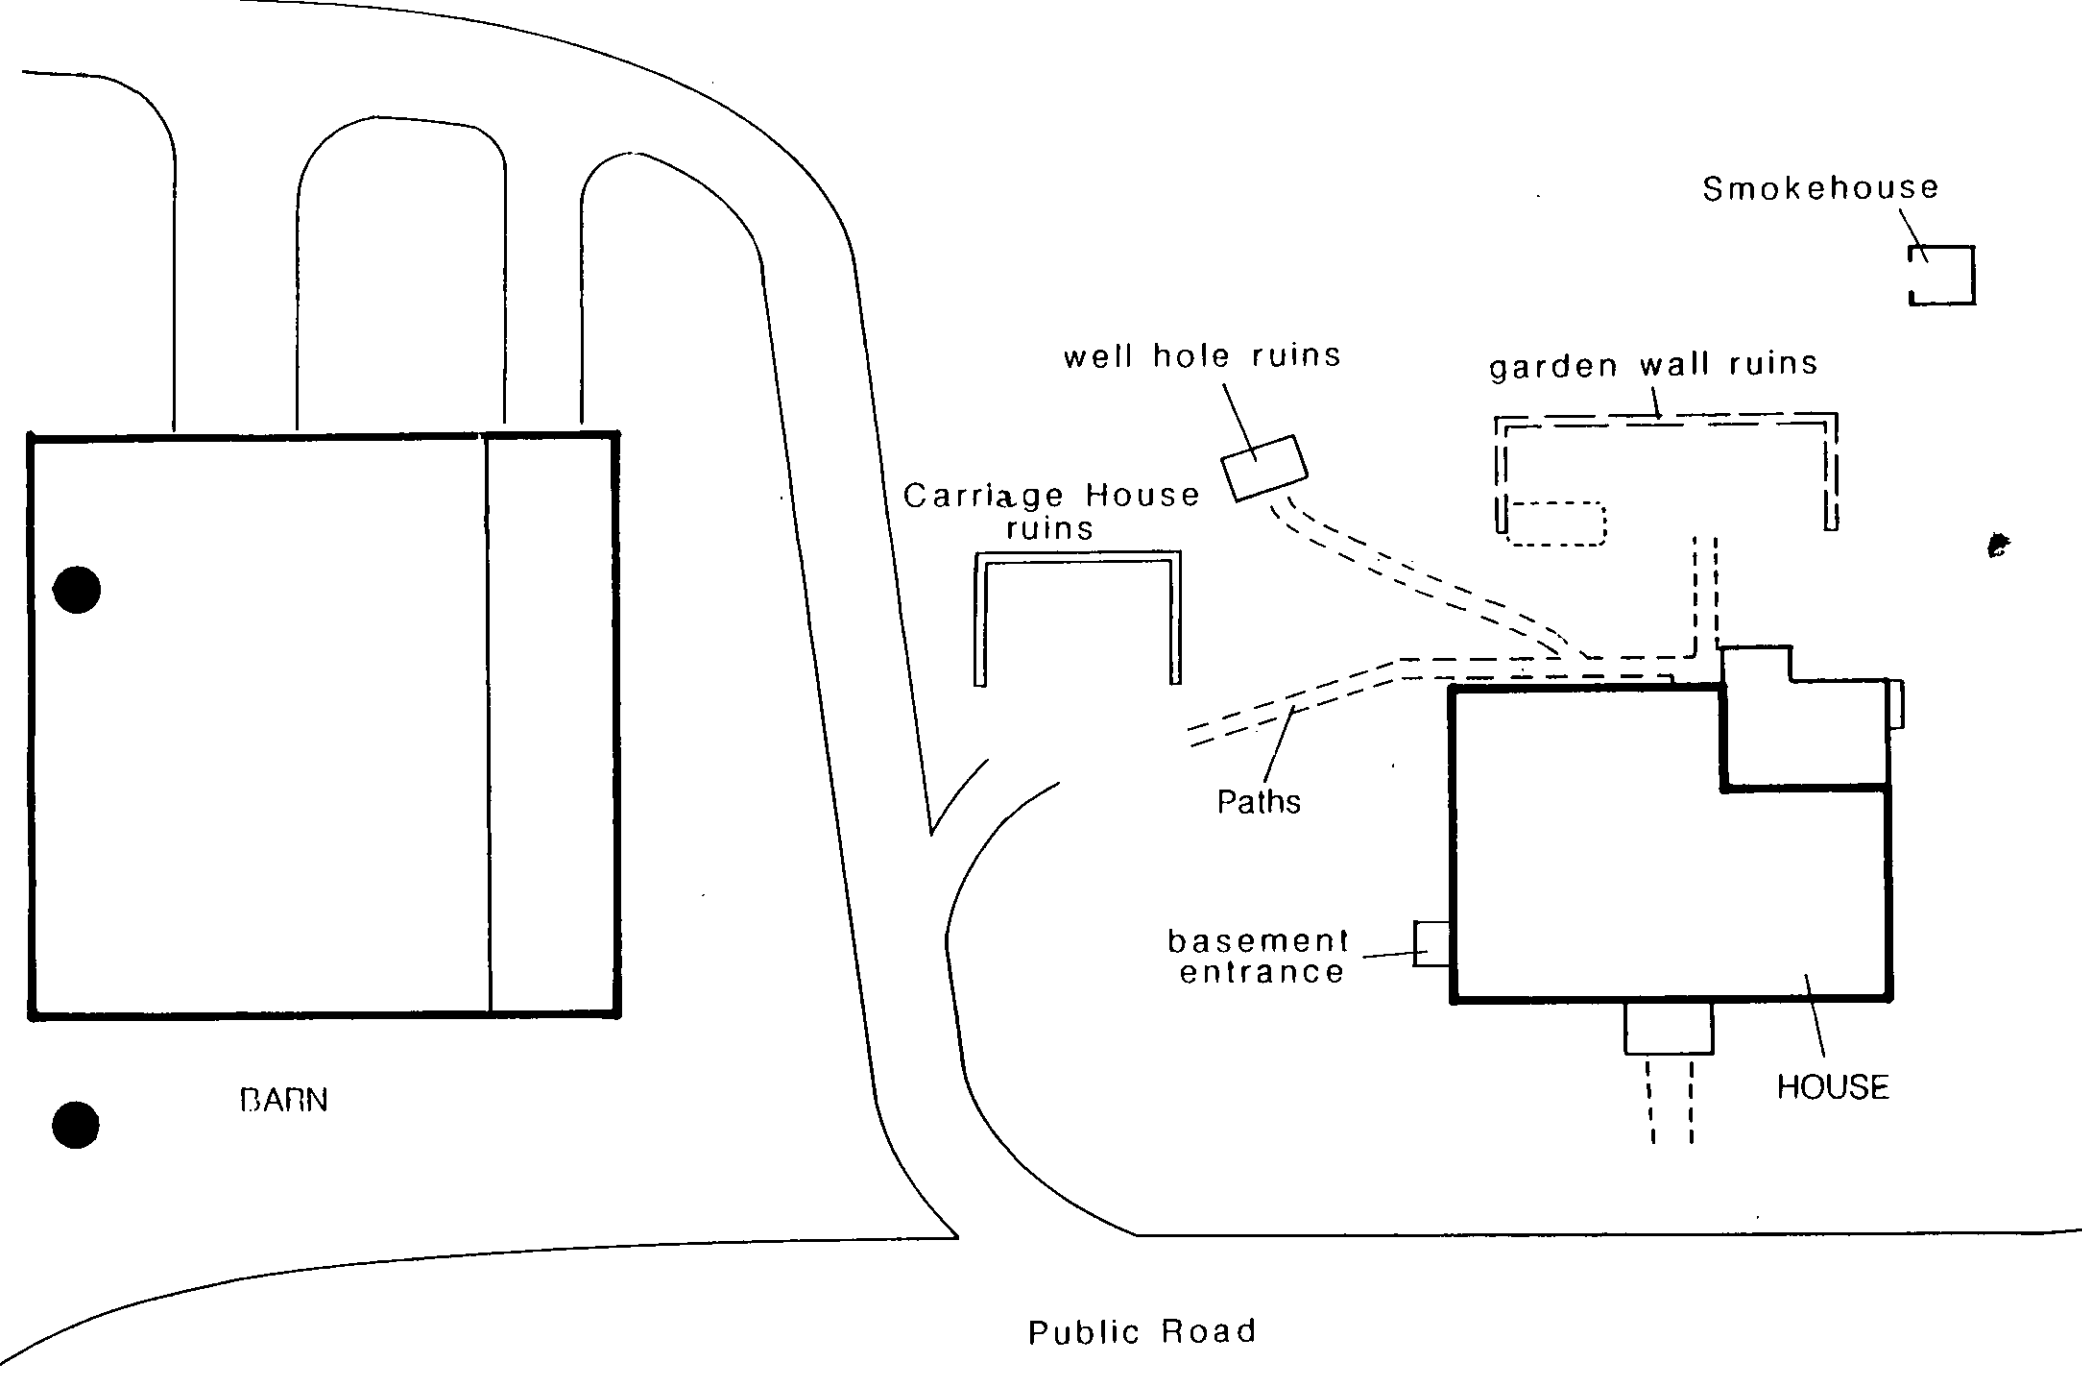 Smokehouse
well hole ruins
garden wall ruins
Carriage House
ruins
Paths
basement
entrance
HOUSE
BARN
Public Road